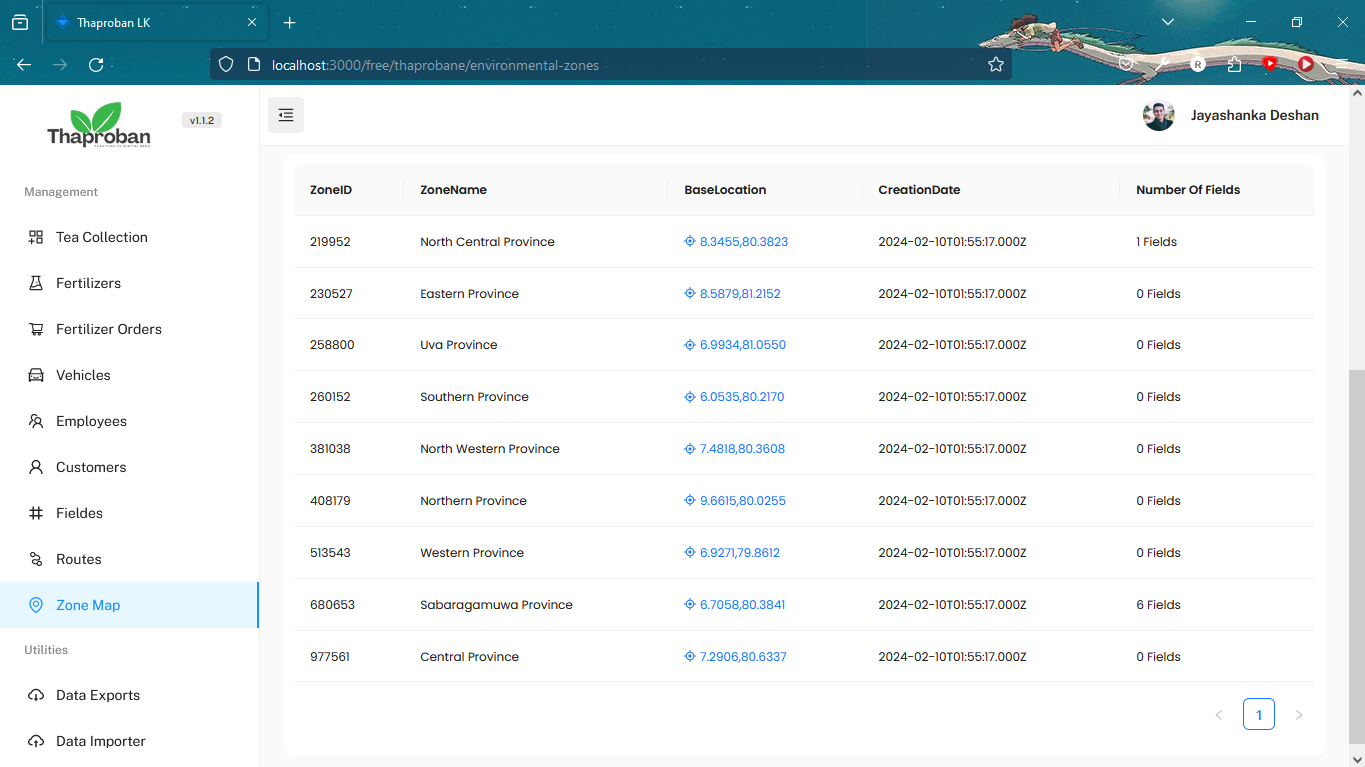 Thaproban LK
localhost:3000/free/thaprobane/environmental-zones
R
Thaproban
v1.1.2
Jayashanka Deshan
Management
Tea Collection
Fertilizers
Fertilizer Orders
Vehicles
Employees
Customers
Fieldes
Routes
Zone Map
Utilities
Data Exports
Data Importer
ZoneID ZoneName BaseLocation CreationDate Number Of Fields
219952 North Central Province 8.3455,80.3823 2024-02-10T01:55:17.000Z 1 Fields
230527 Eastern Province 8.5879,81.2152 2024-02-10T01:55:17.000Z 0 Fields
258800 Uva Province 6.9934,81.0550 2024-02-10T01:55:17.000Z 0 Fields
260152 Southern Province 6.0535,80.2170 2024-02-10T01:55:17.000Z 0 Fields
381038 North Western Province 7.4818,80.3608 2024-02-10T01:55:17.000Z 0 Fields
408179 Northern Province 9.6615,80.0255 2024-02-10T01:55:17.000Z 0 Fields
513543 Western Province 6.9271,79.8612 2024-02-10T01:55:17.000Z 0 Fields
680653 Sabaragamuwa Province 6.7058,80.3841 2024-02-10T01:55:17.000Z 6 Fields
977561 Central Province 7.2906,80.6337 2024-02-10T01:55:17.000Z 0 Fields
1